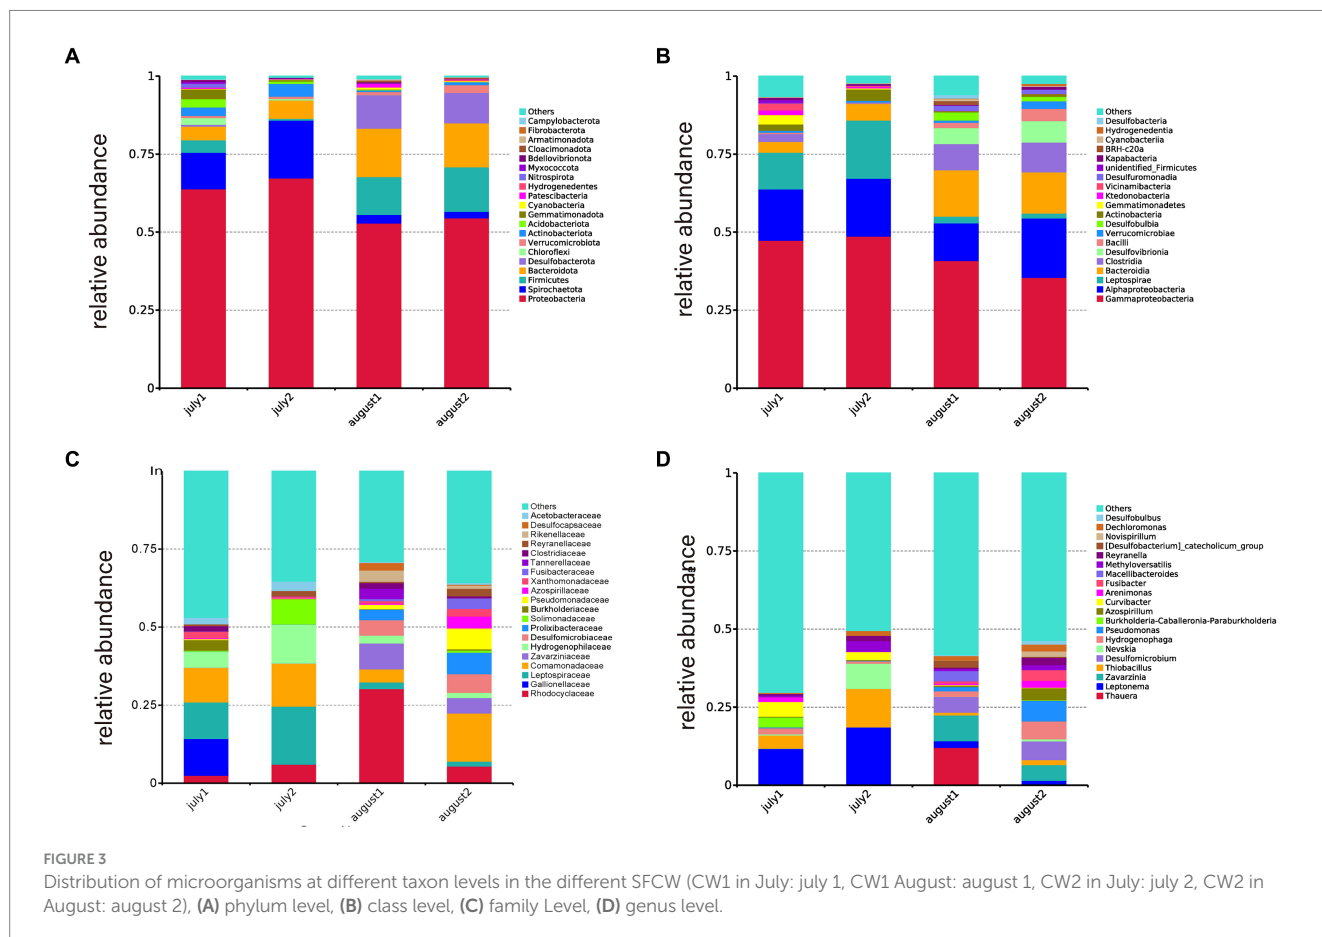 A
relative abundance
1
0.75
0.5
0.25
0
july1
july2
august1
august2
Others
Campylobacterota
Fibrobacterota
Armatimonadota
Cloacimonadota
Bdellovibrionota
Myxococcota
Nitrospirota
Hydrogenedentes
Patescibacteria
Cyanobacteria
Gemmatimonadota
Acidobacteriota
Actinobacteriota
Verrucomicrobiota
Chloroflexi
Desulfobacterota
Bacteroidota
Firmicutes
Spirochaetota
Proteobacteria
B
relative abundance
1
0.75
0.5
0.25
0
july1
july2
august1
august2
Others
Desulfobacteria
Hydrogenedentia
Cyanobacteriia
BRH-c20a
Kapabacteria
unidentified_Firmicutes
Desulfuromonadia
Vicinamibacteria
Ktedonobacteria
Gemmatimonadetes
Actinobacteria
Desulfobulbia
Verrucomicrobiae
Bacilli
Desulfovibrionia
Clostridia
Bacteroidia
Leptospirae
Alphaproteobacteria
Gammaproteobacteria
C
relative abundance
0.75
0.5
0.25
0
july1
july2
august1
august2
Others
Acetobacteraceae
Desulfocapsaceae
Rikenellaceae
Reyranellaceae
Clostridiaceae
Tannerellaceae
Fusibacteraceae
Xanthomonadaceae
Azospirillaceae
Pseudomonadaceae
Burkholderiaceae
Solimonadaceae
Prolixibacteraceae
Desulfomicrobiaceae
Hydrogenophilaceae
Zavarziniaceae
Comamonadaceae
Leptospiraceae
Gallionellaceae
Rhodocyclaceae
D
relative abundance
1
0.75
0.5
0.25
0
july1
july2
august1
august2
Others
Desulfobulbus
Dechloromonas
Novispirillum
[Desulfobacterium]_catecholicum_group
Reyranella
Methyloversatilis
Macellibacteroides
Fusibacter
Arenimonas
Curvibacter
Azospirillum
Burkholderia-Caballeronia-Paraburkholderia
Pseudomonas
Hydrogenophaga
Nevskia
Desulfomicrobium
Thiobacillus
Zavarzinia
Leptonema
Thauera
FIGURE 3
Distribution of microorganisms at different taxon levels in the different SFCW (CW1 in July: july 1, CW1 August: august 1, CW2 in July: july 2, CW2 in
August: august 2), (A) phylum level, (B) class level, (C) family Level, (D) genus level.